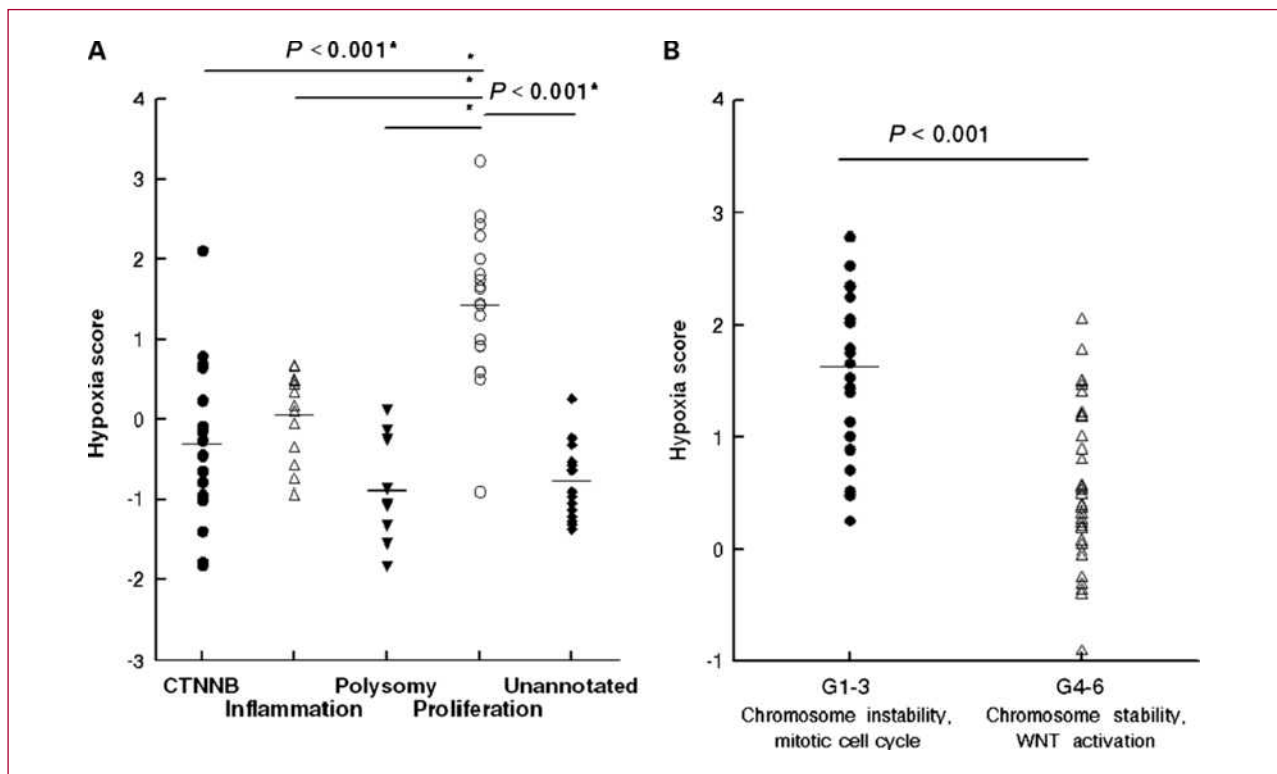 A
P < 0.001*
*
*
*
P < 0.001*
4
3
2
1
0
-1
-2
-3
Hypoxia score
CTNNB
Inflammation
Polysomy
Proliferation
Unannotated
B
P < 0.001
4
3
2
1
0
-1
Hypoxia score
G1-3
Chromosome instability,
mitotic cell cycle
G4-6
Chromosome stability,
WNT activation